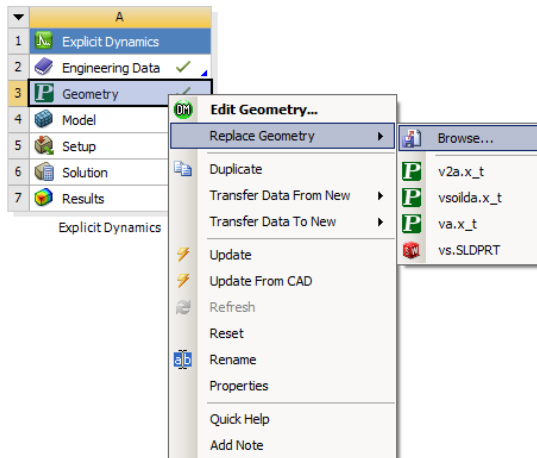 A
1 Explicit Dynamics
2 Engineering Data
3 P Geometry
4 Model
5 Setup
6 Solution
7 Results
Explicit Dynamics
DM Edit Geometry...
Replace Geometry
Duplicate
Transfer Data From New
Transfer Data To New
Update
Update From CAD
Refresh
Reset
a|b Rename
Properties
Quick Help
Add Note
Browse...
P v2a.x_t
P vsoilda.x_t
P va.x_t
SW vs.SLDPRT